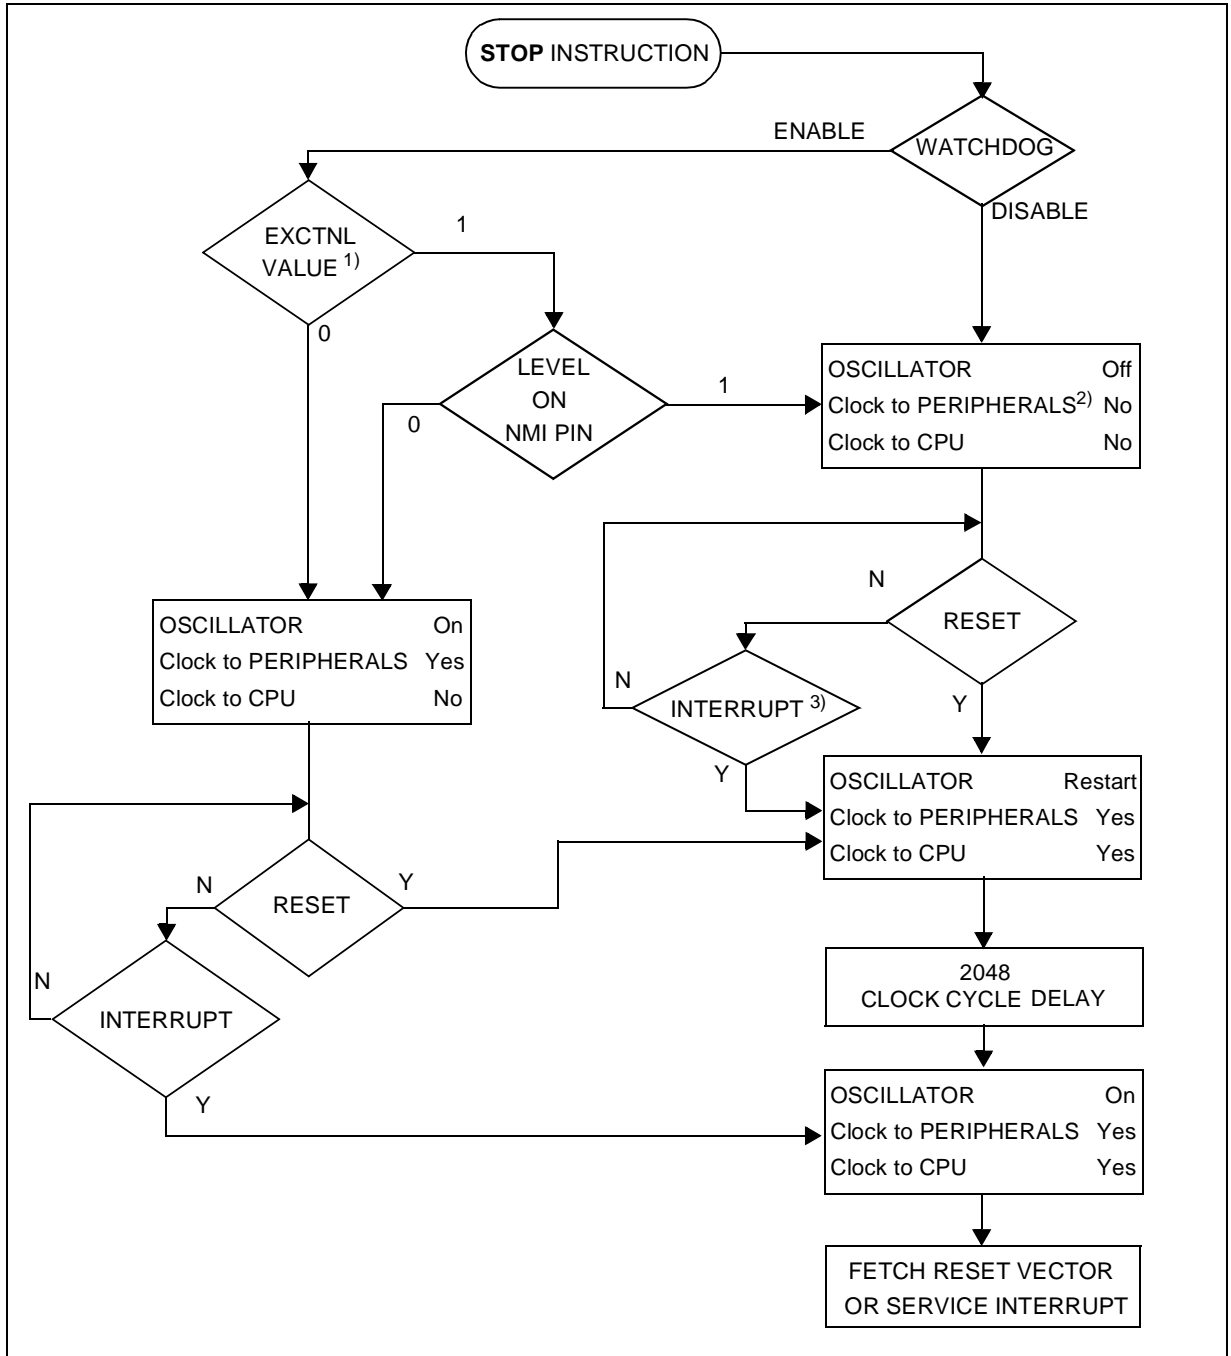 STOP INSTRUCTION
ENABLE
WATCHDOG
DISABLE
EXCTNL
VALUE 1)
1
0
LEVEL
ON
NMI PIN
1
0
OSCILLATOR Off
Clock to PERIPHERALS2) No
Clock to CPU No
N
RESET
Y
N
INTERRUPT 3)
Y
OSCILLATOR On
Clock to PERIPHERALS Yes
Clock to CPU No
OSCILLATOR Restart
Clock to PERIPHERALS Yes
Clock to CPU Yes
N
RESET
Y
N
INTERRUPT
Y
2048
CLOCK CYCLE DELAY
OSCILLATOR On
Clock to PERIPHERALS Yes
Clock to CPU Yes
FETCH RESET VECTOR
OR SERVICE INTERRUPT